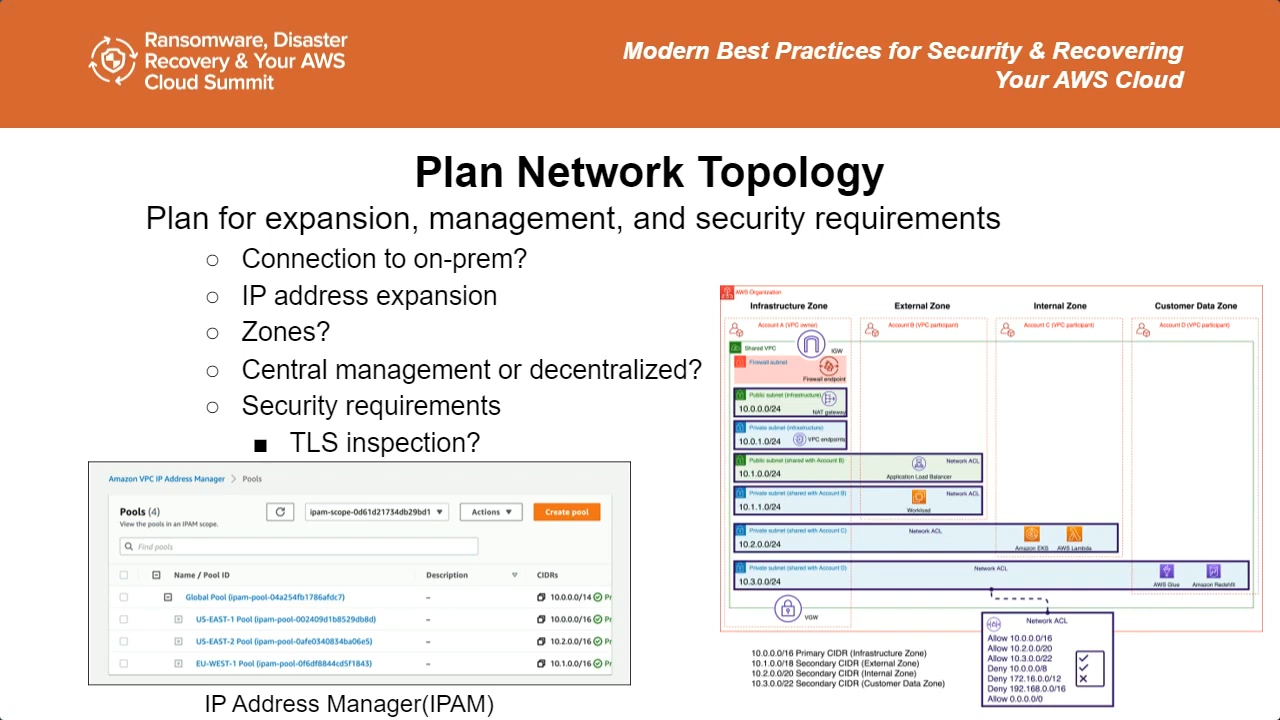 Ransomware, Disaster
Recovery & Your AWS
Cloud Summit
Modern Best Practices for Security & Recovering
Your AWS Cloud
Plan Network Topology
Plan for expansion, management, and security requirements
○ Connection to on-prem?
○ IP address expansion
○ Zones?
○ Central management or decentralized?
○ Security requirements
■ TLS inspection?
Amazon VPC IP Address Manager > Pools
Pools (4)
View the pools in an IPAM scope.
ipam-scope-0d61d21734db29bd1
Actions
Create pool
Find pools
Name / Pool ID Description CIDRs
Global Pool (ipam-pool-04a254fb1786afdc7) – 10.0.0.0/14 Pr
US-EAST-1 Pool (ipam-pool-002409d1b8529db8d) – 10.0.0.0/16 Pr
US-EAST-2 Pool (ipam-pool-0afe0340834ba06e5) – 10.2.0.0/16 Pr
EU-WEST-1 Pool (ipam-pool-0f6df8844cd5f1843) – 10.1.0.0/16 Pr
IP Address Manager(IPAM)
AWS Organization
Infrastructure Zone External Zone Internal Zone Customer Data Zone
Account A (VPC owner) Account B (VPC participant) Account C (VPC participant) Account D (VPC participant)
Shared VPC
IGW
Firewall subnet
Firewall endpoint
Public subnet (infrastructure)
10.0.0.0/24
NAT gateway
Private subnet (infrastructure)
10.0.1.0/24
VPC endpoints
Public subnet (shared with Account B)
Network ACL
10.1.0.0/24
Application Load Balancer
Private subnet (shared with Account B)
Network ACL
10.1.1.0/24
Workload
Private subnet (shared with Account C)
Network ACL
10.2.0.0/24
Amazon EKS AWS Lambda
Private subnet (shared with Account D)
Network ACL
10.3.0.0/24
AWS Glue Amazon Redshift
VGW
Network ACL
Allow 10.0.0.0/16
Allow 10.2.0.0/20
Allow 10.3.0.0/22
Deny 10.0.0.0/8
Deny 172.16.0.0/12
Deny 192.168.0.0/16
Allow 0.0.0.0/0
10.0.0.0/16 Primary CIDR (Infrastructure Zone)
10.1.0.0/18 Secondary CIDR (External Zone)
10.2.0.0/20 Secondary CIDR (Internal Zone)
10.3.0.0/22 Secondary CIDR (Customer Data Zone)